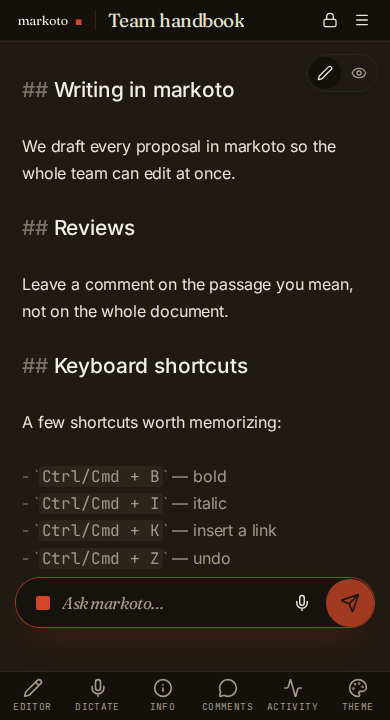 markoto
Team handbook
## Writing in markoto
We draft every proposal in markoto so the
whole team can edit at once.
## Reviews
Leave a comment on the passage you mean,
not on the whole document.
## Keyboard shortcuts
A few shortcuts worth memorizing:
- `Ctrl/Cmd + B` — bold
- `Ctrl/Cmd + I` — italic
- `Ctrl/Cmd + K` — insert a link
- `Ctrl/Cmd + Z` — undo
Ask markoto...
EDITOR DICTATE INFO COMMENTS ACTIVITY THEME